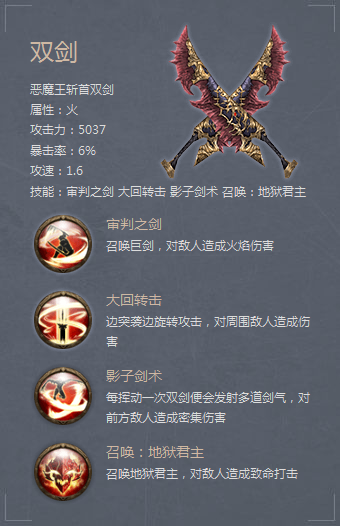 双剑
恶魔王斩首双剑
属性：火
攻击力：5037
暴击率：6%
攻速：1.6
技能：审判之剑 大回转击 影子剑术 召唤：地狱君主
审判之剑
召唤巨剑，对敌人造成火焰伤害
大回转击
边突袭边旋转攻击，对周围敌人造成伤
害
影子剑术
每挥动一次双剑便会发射多道剑气，对
前方敌人造成密集伤害
召唤：地狱君主
召唤地狱君主，对敌人造成致命打击